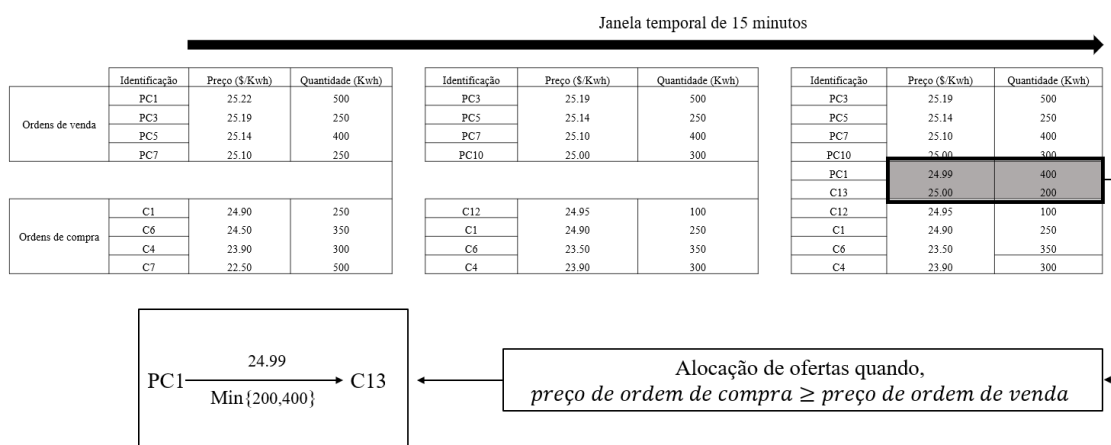 Janela temporal de 15 minutos
Identificação Preço ($/Kwh) Quantidade (Kwh)
Ordens de venda
PC1 25.22 500
PC3 25.19 250
PC5 25.14 400
PC7 25.10 250
Ordens de compra
C1 24.90 250
C6 24.50 350
C4 23.90 300
C7 22.50 500
Identificação Preço ($/Kwh) Quantidade (Kwh)
PC3 25.19 500
PC5 25.14 250
PC7 25.10 400
PC10 25.00 300
C12 24.95 100
C1 24.90 250
C6 23.50 350
C4 23.90 300
Identificação Preço ($/Kwh) Quantidade (Kwh)
PC3 25.19 500
PC5 25.14 250
PC7 25.10 400
PC10 25.00 300
PC1 24.99 400
C13 25.00 200
C12 24.95 100
C1 24.90 250
C6 23.50 350
C4 23.90 300
24.99
PC1 C13
Min{200,400}
Alocação de ofertas quando,
preço de ordem de compra ≥ preço de ordem de venda